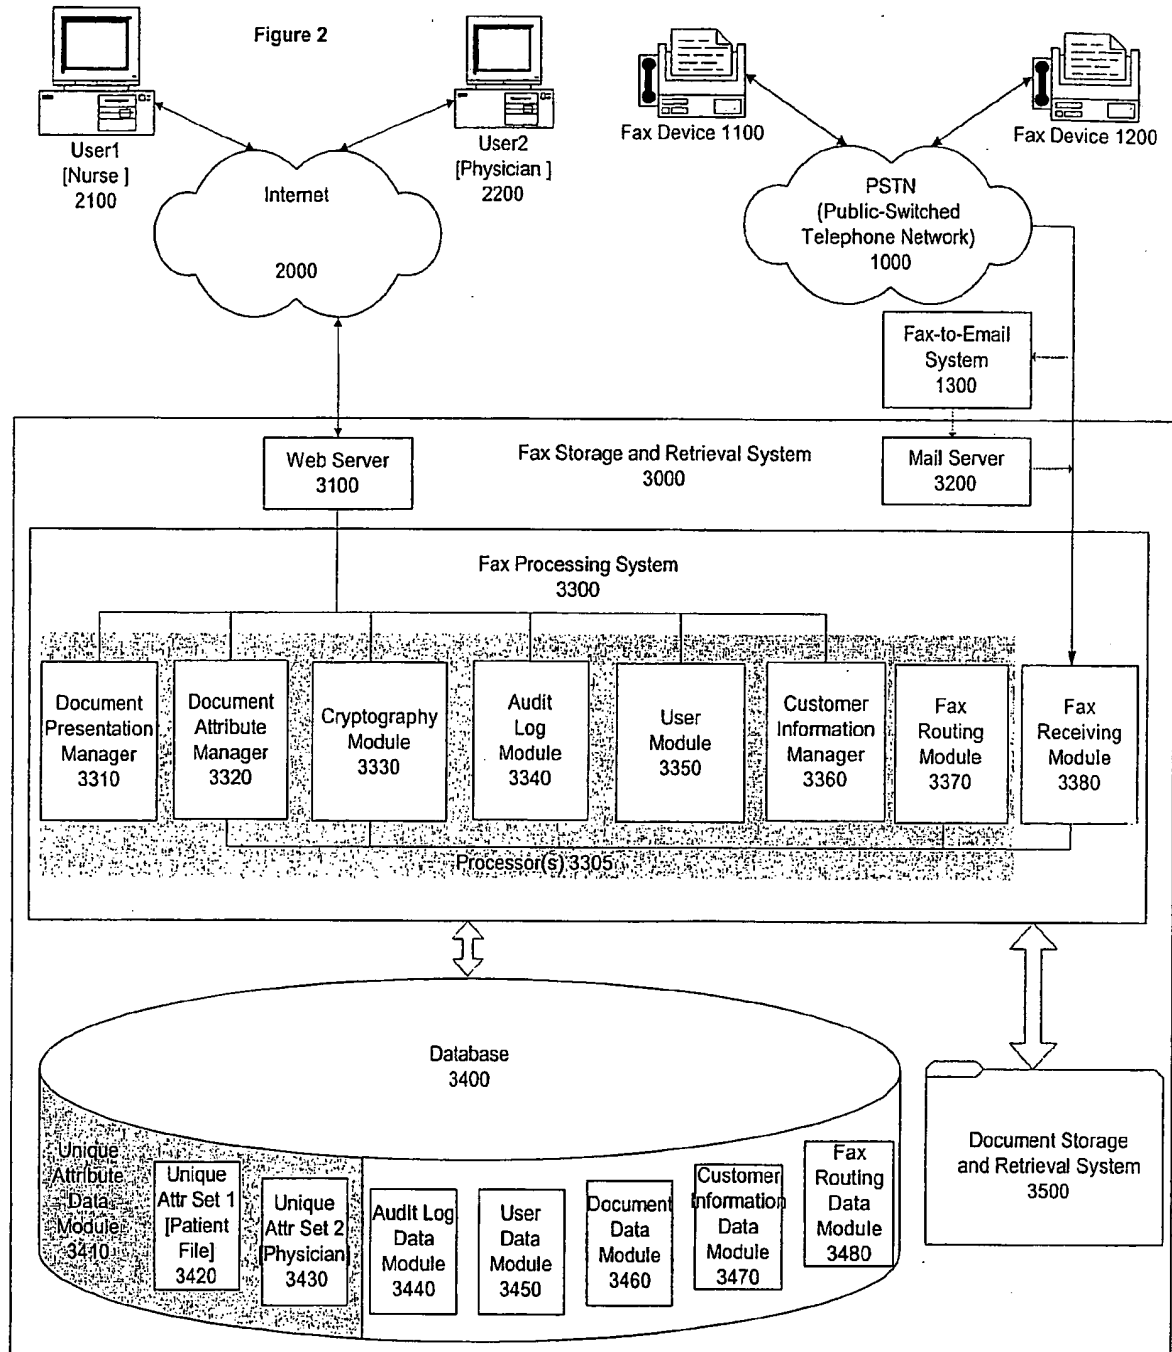 Figure 2
User1
[Nurse ]
2100
User2
[Physician ]
2200
Fax Device 1100
Fax Device 1200
Internet
2000
PSTN
(Public-Switched
Telephone Network)
1000
Fax-to-Email
System
1300
Web Server
3100
Fax Storage and Retrieval System
3000
Mail Server
3200
Fax Processing System
3300
Document
Presentation
Manager
3310
Document
Attribute
Manager
3320
Cryptography
Module
3330
Audit
Log
Module
3340
User
Module
3350
Customer
Information
Manager
3360
Fax
Routing
Module
3370
Fax
Receiving
Module
3380
Processor(s) 3305
Database
3400
Unique
Attribute
Data
Module
3410
Unique
Attr Set 1
[Patient
File]
3420
Unique
Attr Set 2
[Physician]
3430
Audit Log
Data
Module
3440
User
Data
Module
3450
Document
Data
Module
3460
Customer
Information
Data
Module
3470
Fax
Routing
Data
Module
3480
Document Storage
and Retrieval System
3500